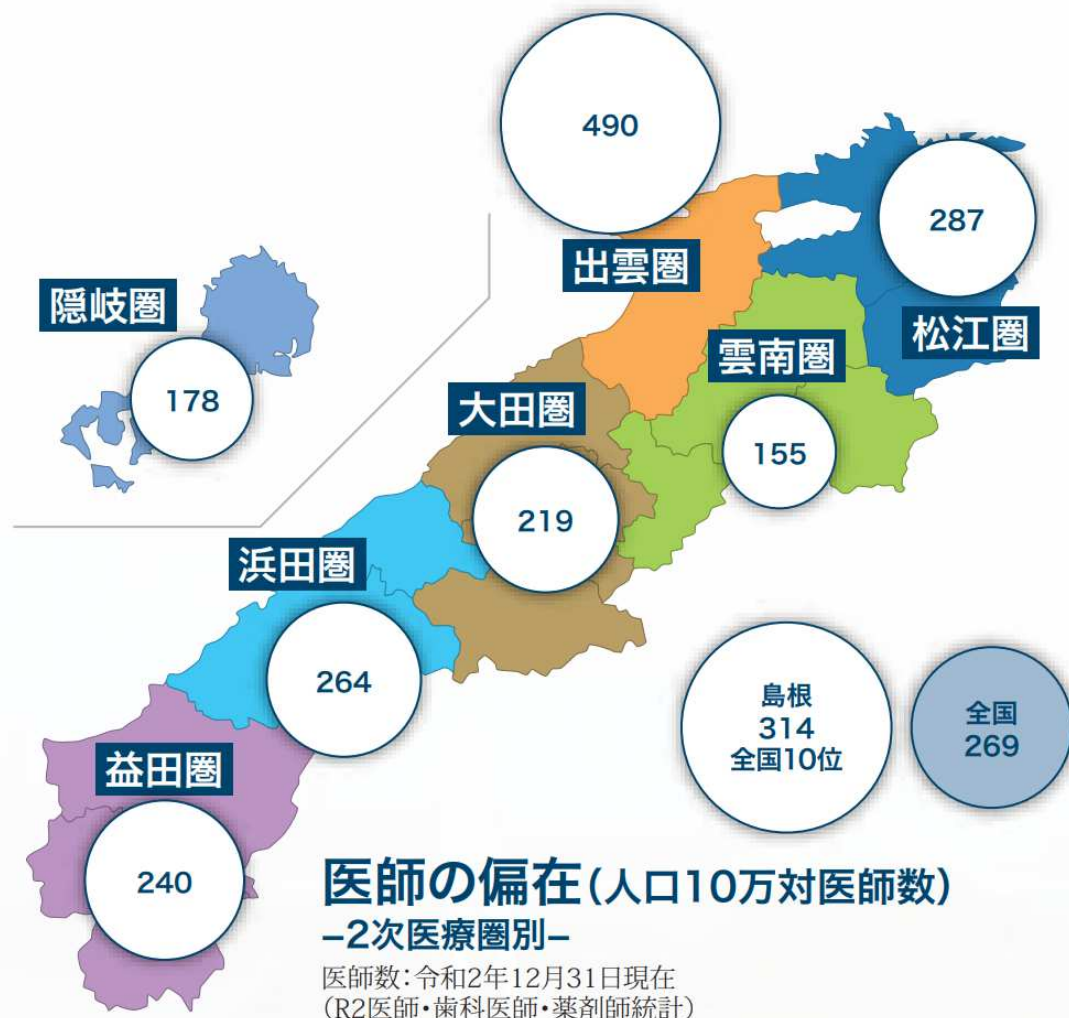 490
出雲圏
287
松江圏
隠岐圏
178
雲南圏
155
大田圏
219
浜田圏
264
島根
314
全国10位
全国
269
益田圏
240
医師の偏在(人口10万対医師数)
–2次医療圏別–
医師数:令和2年12月31日現在
(R2医師・歯科医師・薬剤師統計)